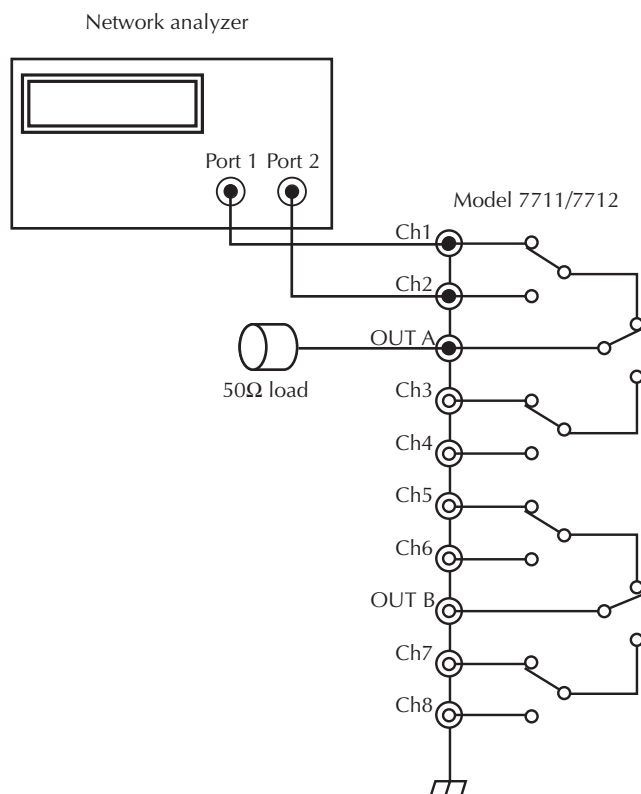 Network analyzer
Port 1 Port 2
Model 7711/7712
Ch1
Ch2
OUT A
50Ω load
Ch3
Ch4
Ch5
Ch6
OUT B
Ch7
Ch8